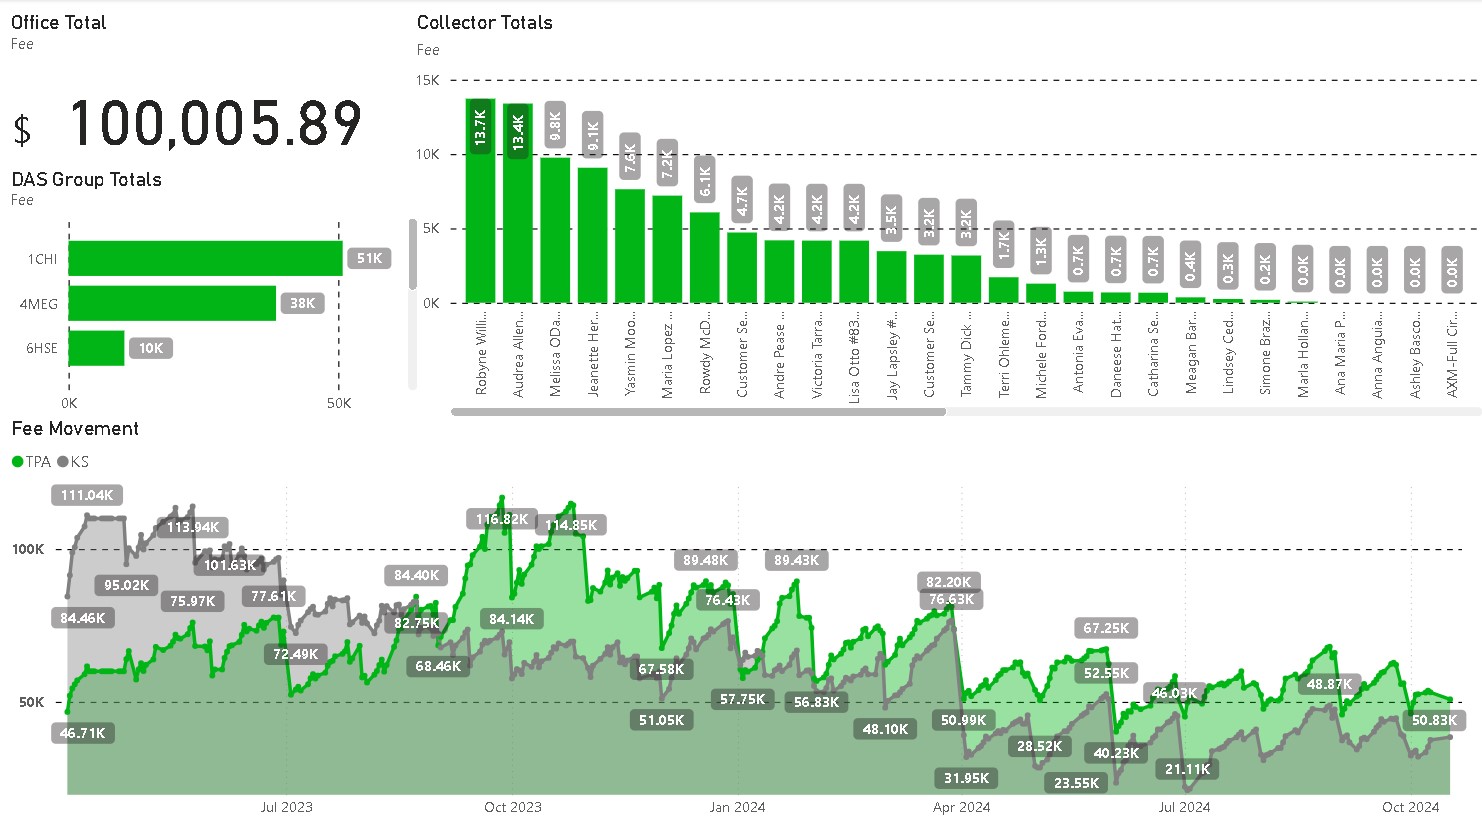 Office Total
Fee
$ 100,005.89
DAS Group Totals
Fee
1CHI 51K
4MEG 38K
6HSE 10K
0K 50K
Collector Totals
Fee
15K
10K
5K
0K
13.7K
13.4K
9.8K
9.1K
7.6K
7.2K
6.1K
4.7K
4.2K
4.2K
4.2K
3.5K
3.2K
3.2K
1.7K
1.3K
0.7K
0.7K
0.7K
0.4K
0.3K
0.2K
0.0K
0.0K
0.0K
0.0K
0.0K
Robyne Willi...
Audrea Allen...
Melissa ODa...
Jeanette Her...
Yasmin Moo...
Maria Lopez ...
Rowdy McD...
Customer Se...
Andre Pease ...
Victoria Tarra...
Lisa Otto #83...
Jay Lapsley #...
Customer Se...
Tammy Dick ...
Terri Ohleme...
Michele Ford...
Antonia Eva...
Daneese Hat...
Catharina Se...
Meagan Bar...
Lindsey Ced...
Simone Braz...
Marla Hollan...
Ana Maria P...
Anna Anguia...
Ashley Basco...
AXM-Full Cir...
Fee Movement
TPA KS
100K
50K
111.04K
84.46K
46.71K
95.02K
113.94K
75.97K
101.63K
77.61K
72.49K
84.40K
82.75K
68.46K
116.82K
84.14K
114.85K
67.58K
51.05K
89.48K
76.43K
57.75K
89.43K
56.83K
48.10K
82.20K
76.63K
50.99K
31.95K
28.52K
67.25K
52.55K
40.23K
23.55K
46.03K
21.11K
48.87K
50.83K
Jul 2023
Oct 2023
Jan 2024
Apr 2024
Jul 2024
Oct 2024